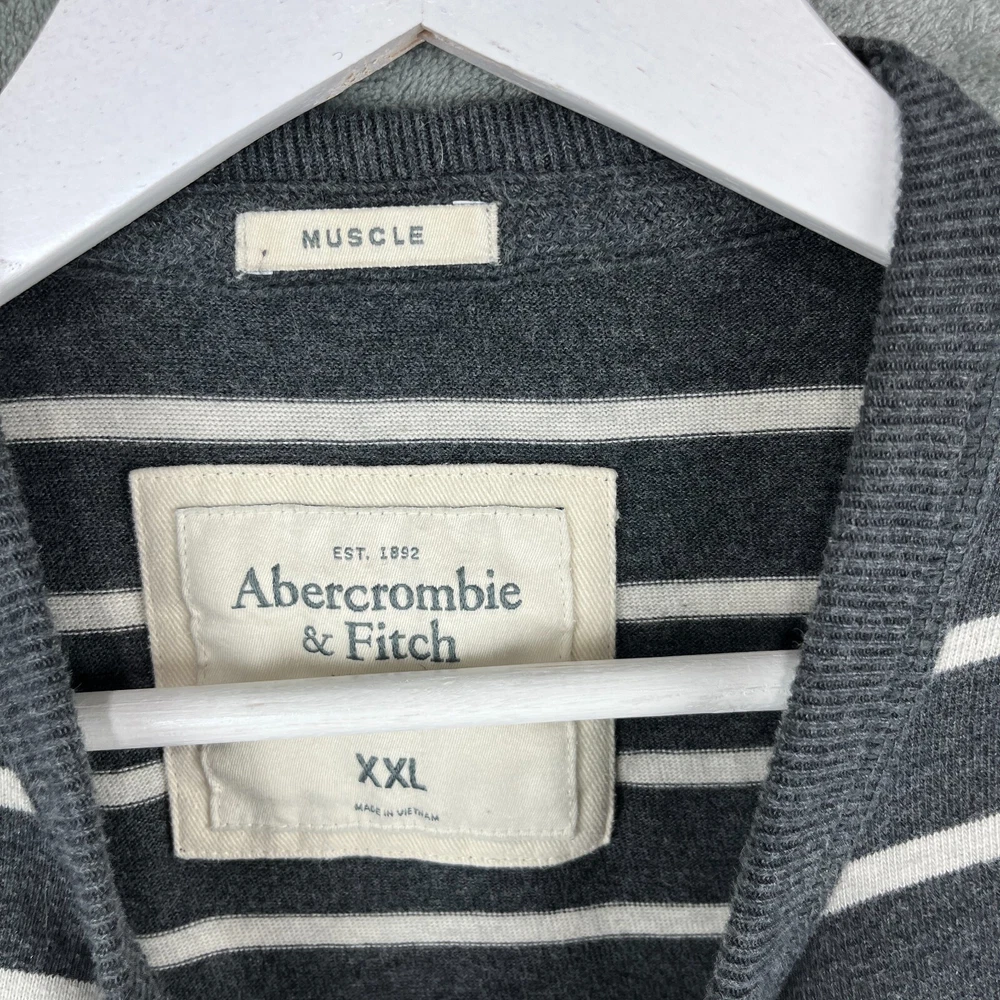 MUSCLE
EST. 1892
Abercrombie
& Fitch
XXL
MADE IN VIETNAM